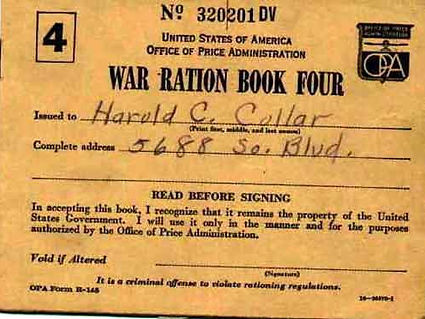 Nº 320201 DV
4
UNITED STATES OF AMERICA
OFFICE OF PRICE ADMINISTRATION
OFFICE OF PRICE
ADMINISTRATION
OPA
WAR RATION BOOK FOUR
Issued to Harold C. Collar
(Print first, middle, and last names)
Complete address 5688 So. Blvd.
READ BEFORE SIGNING
In accepting this book, I recognize that it remains the property of the United
States Government. I will use it only in the manner and for the purposes
authorized by the Office of Price Administration.
Void if Altered
(Signature)
It is a criminal offense to violate rationing regulations.
OPA Form R-145